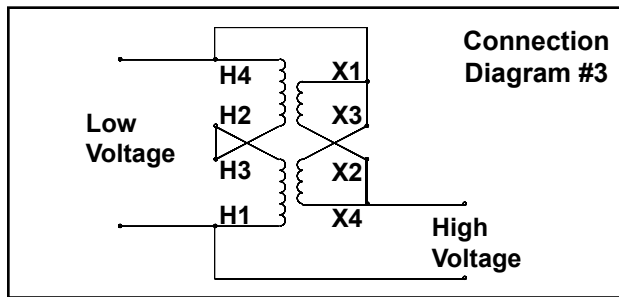 Connection
Diagram #3
H4
X1
H2
X3
Low
Voltage
H3
X2
H1
X4
High
Voltage